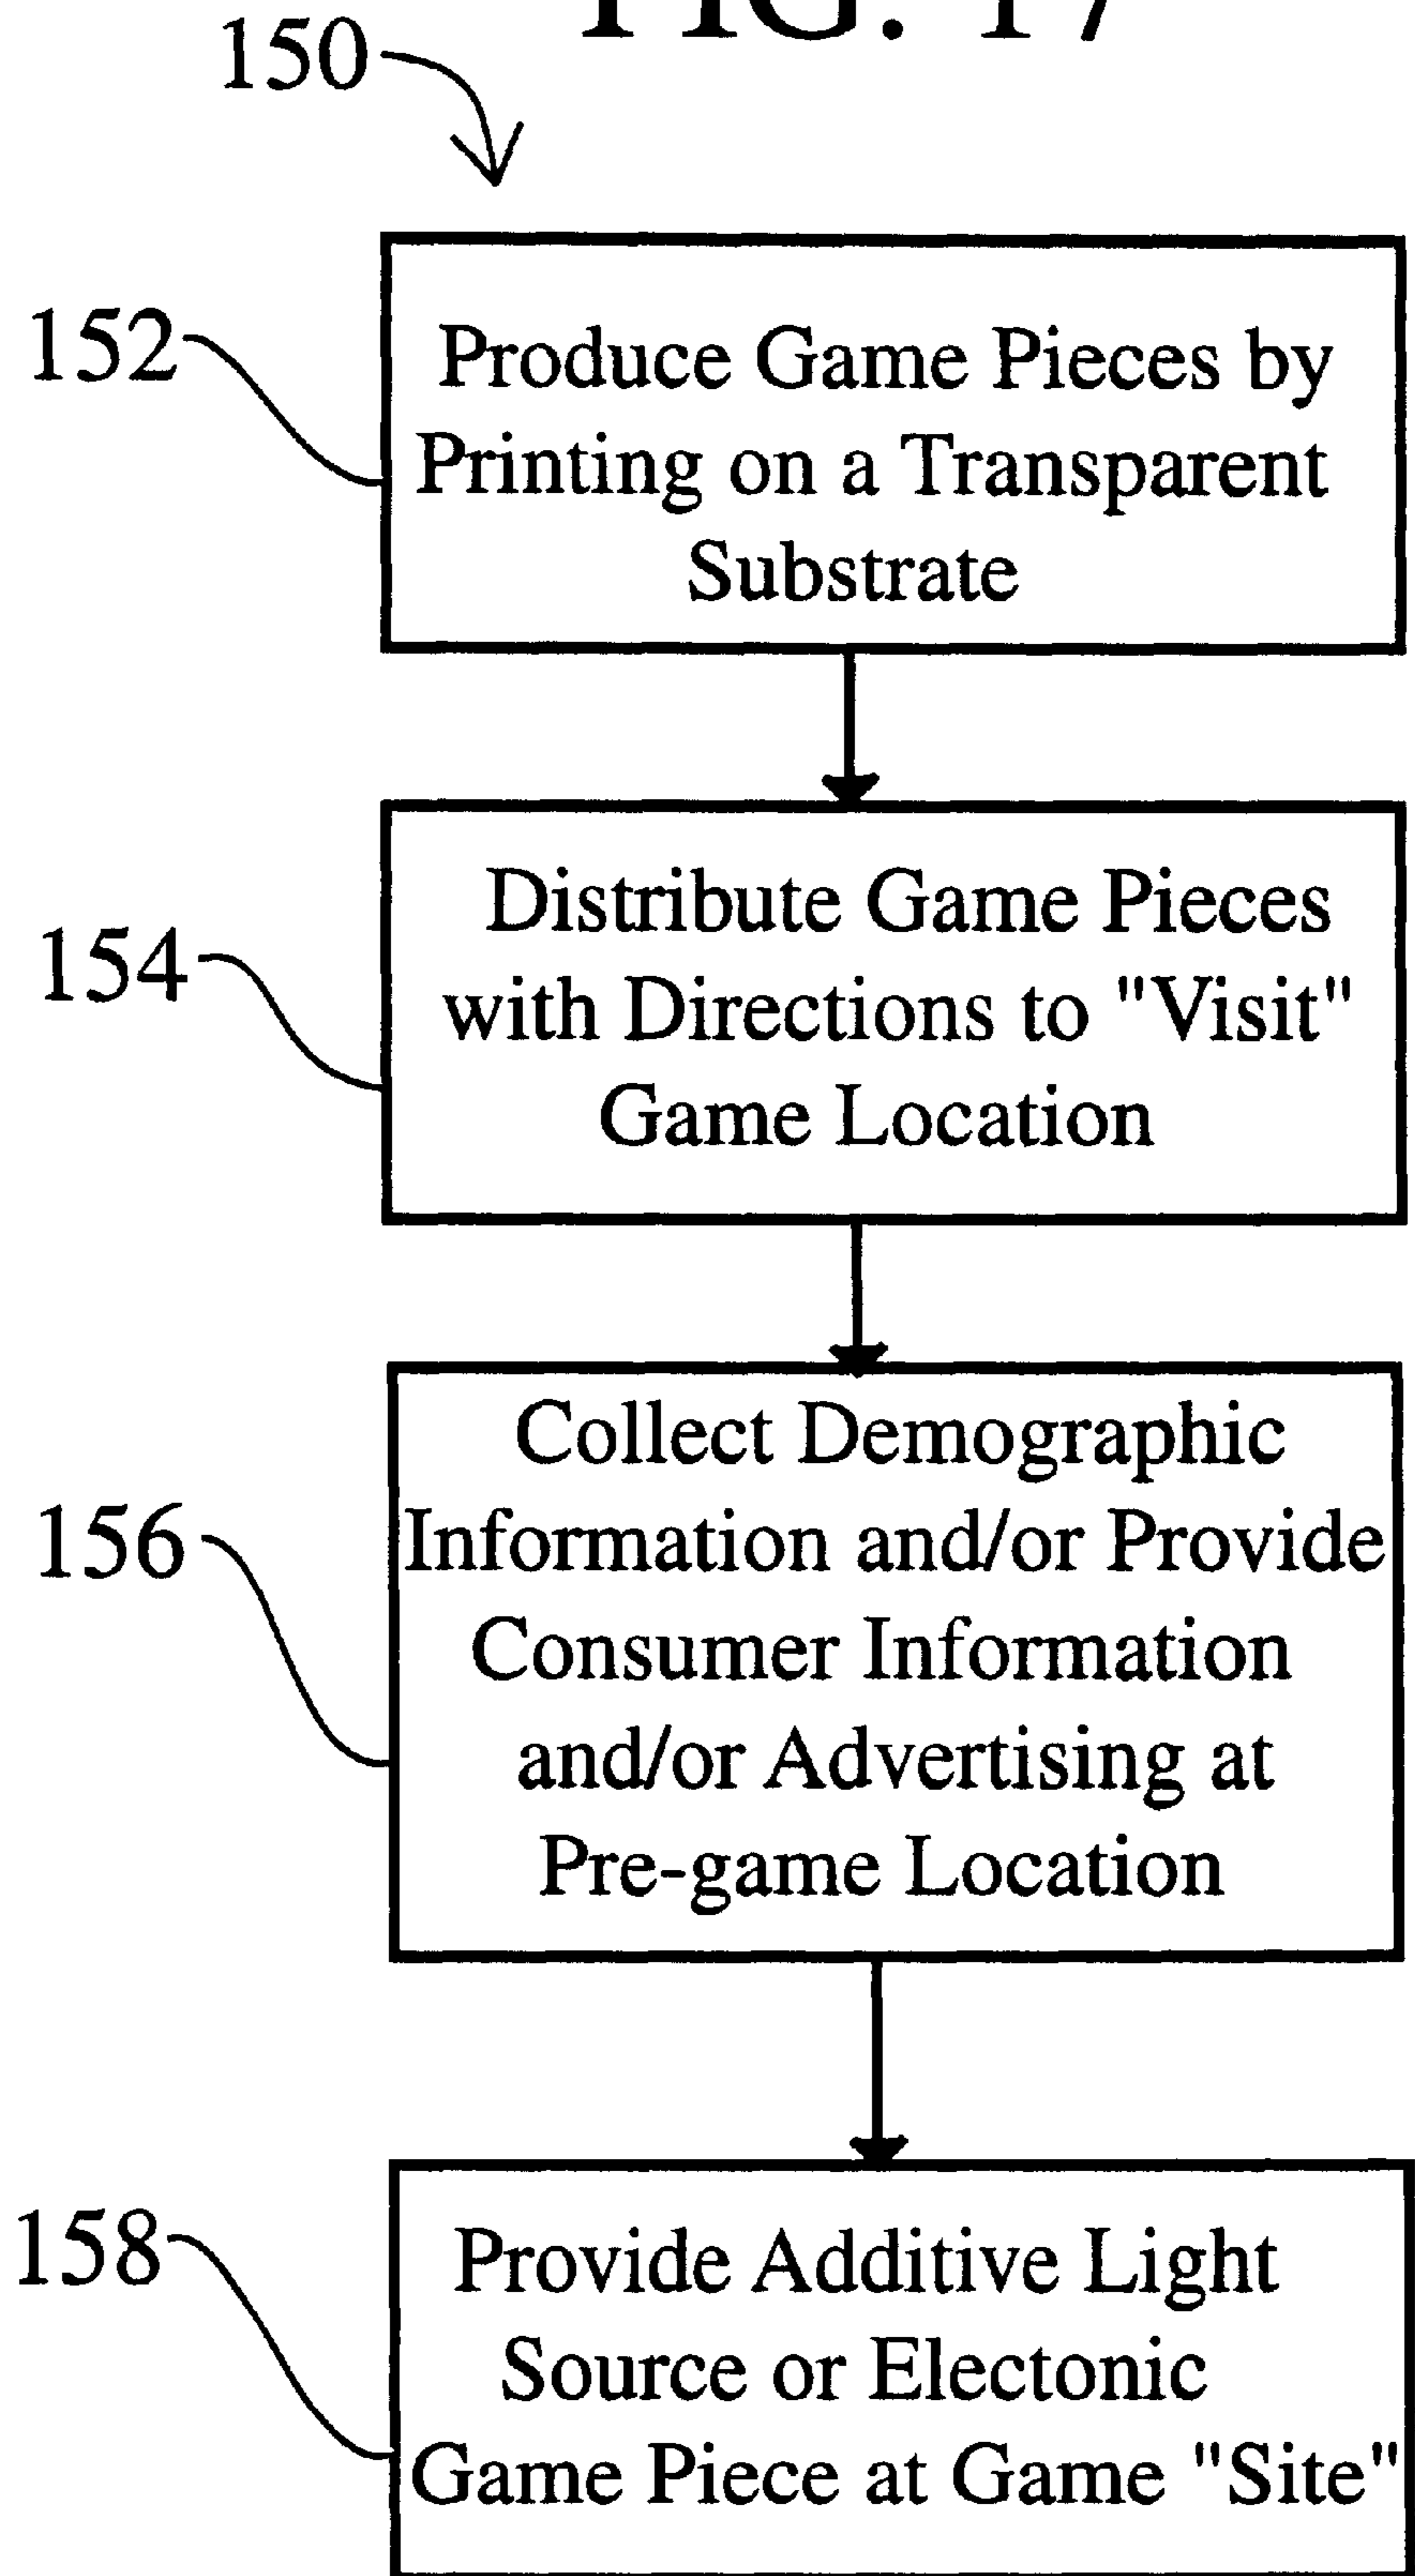 FIG. 17
150
152
Produce Game Pieces by
Printing on a Transparent
Substrate
154
Distribute Game Pieces
with Directions to "Visit"
Game Location
156
Collect Demographic
Information and/or Provide
Consumer Information
and/or Advertising at
Pre-game Location
158
Provide Additive Light
Source or Electonic
Game Piece at Game "Site"